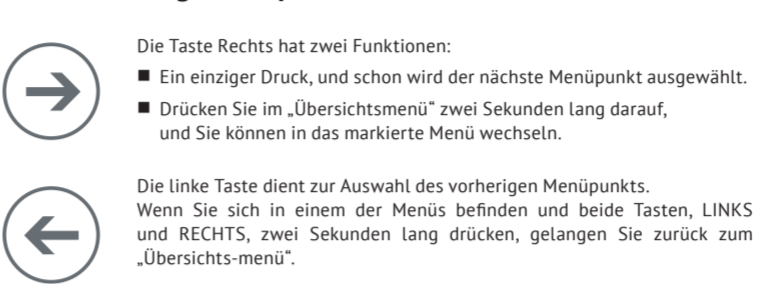 Die Taste Rechts hat zwei Funktionen:
■ Ein einziger Druck, und schon wird der nächste Menüpunkt ausgewählt.
■ Drücken Sie im „Übersichtsmenü“ zwei Sekunden lang darauf,
und Sie können in das markierte Menü wechseln.
Die linke Taste dient zur Auswahl des vorherigen Menüpunkts.
Wenn Sie sich in einem der Menüs befinden und beide Tasten, LINKS
und RECHTS, zwei Sekunden lang drücken, gelangen Sie zurück zum
„Übersichts-menü“.